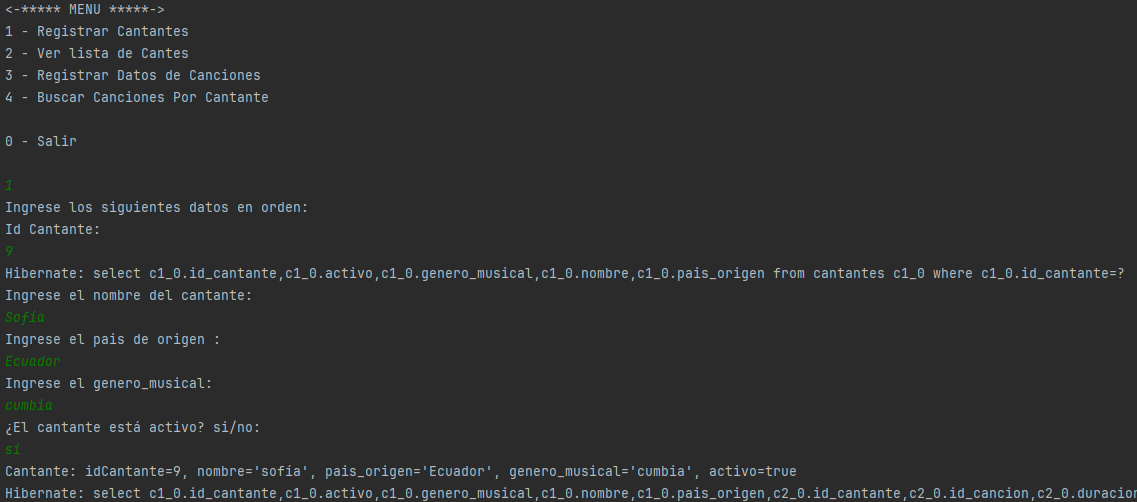 <-***** MENU *****->
1 - Registrar Cantantes
2 - Ver lista de Cantes
3 - Registrar Datos de Canciones
4 - Buscar Canciones Por Cantante
0 - Salir
1
Ingrese los siguientes datos en orden:
Id Cantante:
9
Hibernate: select c1_0.id_cantante,c1_0.activo,c1_0.genero_musical,c1_0.nombre,c1_0.pais_origen from cantantes c1_0 where c1_0.id_cantante=?
Ingrese el nombre del cantante:
Sofía
Ingrese el pais de origen :
Ecuador
Ingrese el genero_musical:
cumbia
¿El cantante está activo? si/no:
si
Cantante: idCantante=9, nombre='sofía', pais_origen='Ecuador', genero_musical='cumbia', activo=true
Hibernate: select c1_0.id_cantante,c1_0.activo,c1_0.genero_musical,c1_0.nombre,c1_0.pais_origen,c2_0.id_cantante,c2_0.id_cancion,c2_0.duracion